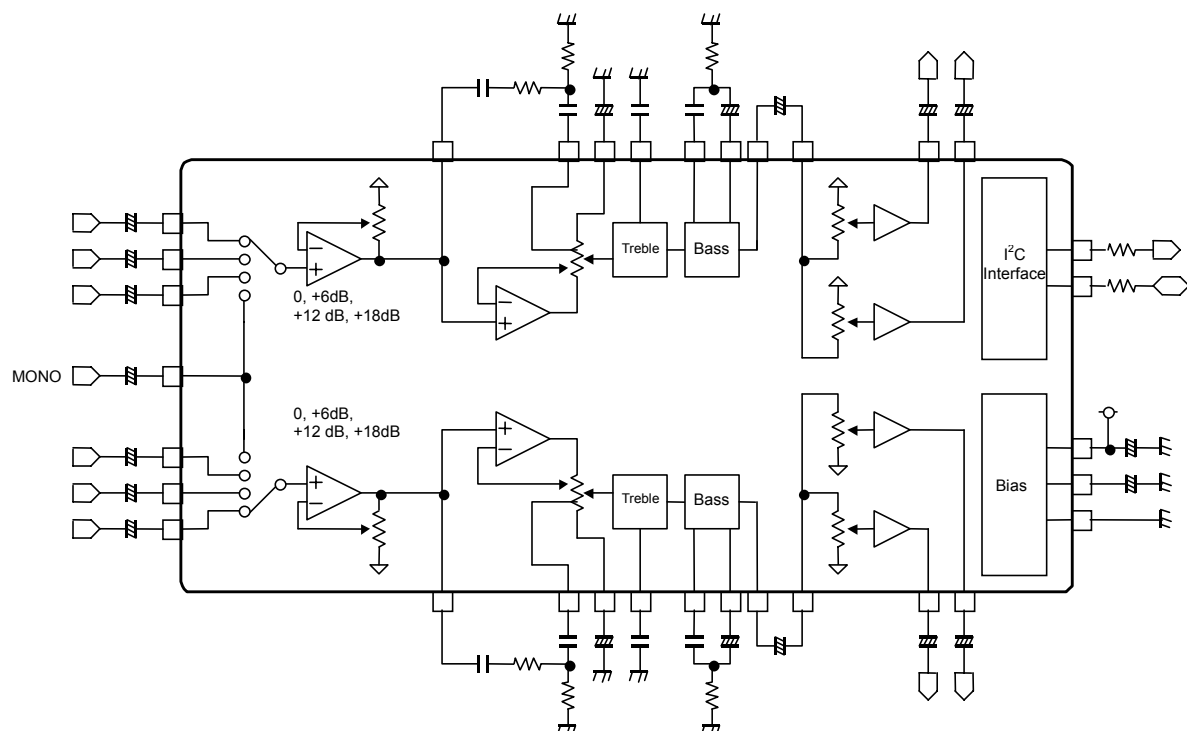 Treble
Bass
I²C
Interface
0, +6dB,
+12 dB, +18dB
MONO
0, +6dB,
+12 dB, +18dB
Treble
Bass
Bias